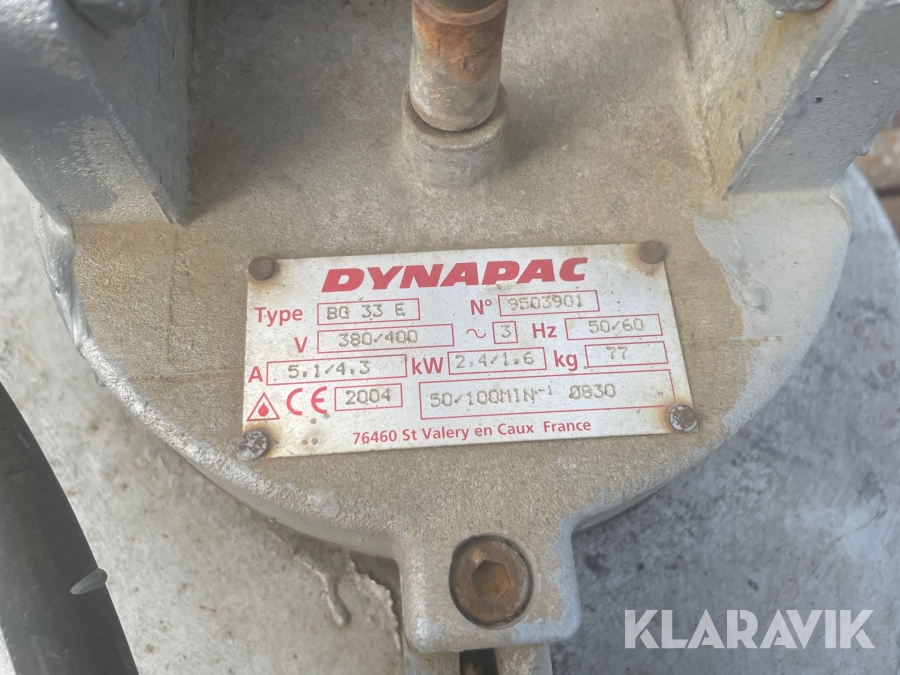 DYNAPAC
Type BG 33 E Nº 9503901
V 380/400 ~ 3 Hz 50/60
A 5.1/4.3 kW 2.4/1.6 kg 77
CE 2004 50/100MIN⁻¹ Ø830
76460 St Valery en Caux France
KLARAVIK